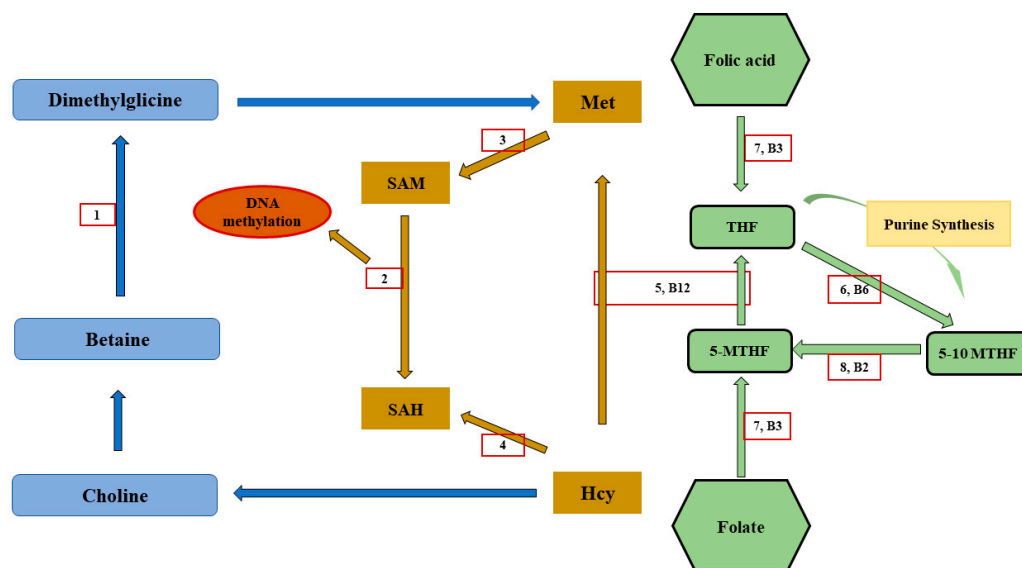 Folic acid
Dimethylglicine
Met
3
7, B3
SAM
DNA
methylation
1
THF
Purine Synthesis
2
5, B12
6, B6
Betaine
5-MTHF
5-10 MTHF
8, B2
SAH
7, B3
4
Choline
Hcy
Folate